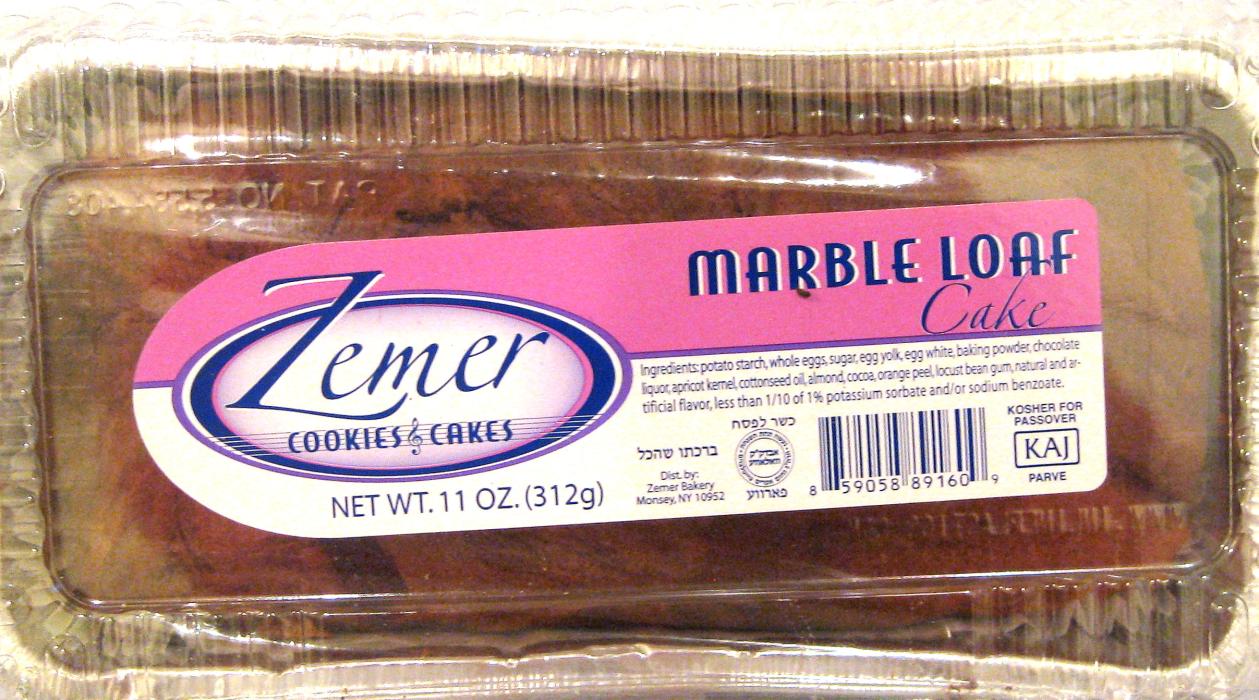 MARBLE LOAF
Cake
Zemer
COOKIES & CAKES
NET WT. 11 OZ. (312g)
Ingredients: potato starch, whole eggs, sugar, egg yolk, egg white, baking powder, chocolate
liquor, apricot kernel, cottonseed oil, almond, cocoa, orange peel, locust bean gum, natural and ar-
tificial flavor, less than 1/10 of 1% potassium sorbate and/or sodium benzoate.
ברכתו שהכל
Dist. by:
Zemer Bakery
Monsey, NY 10952
כשר לפסח
פארווע
8 59058 89160 9
KOSHER FOR
PASSOVER
KAJ
PARVE
PAT. NO.